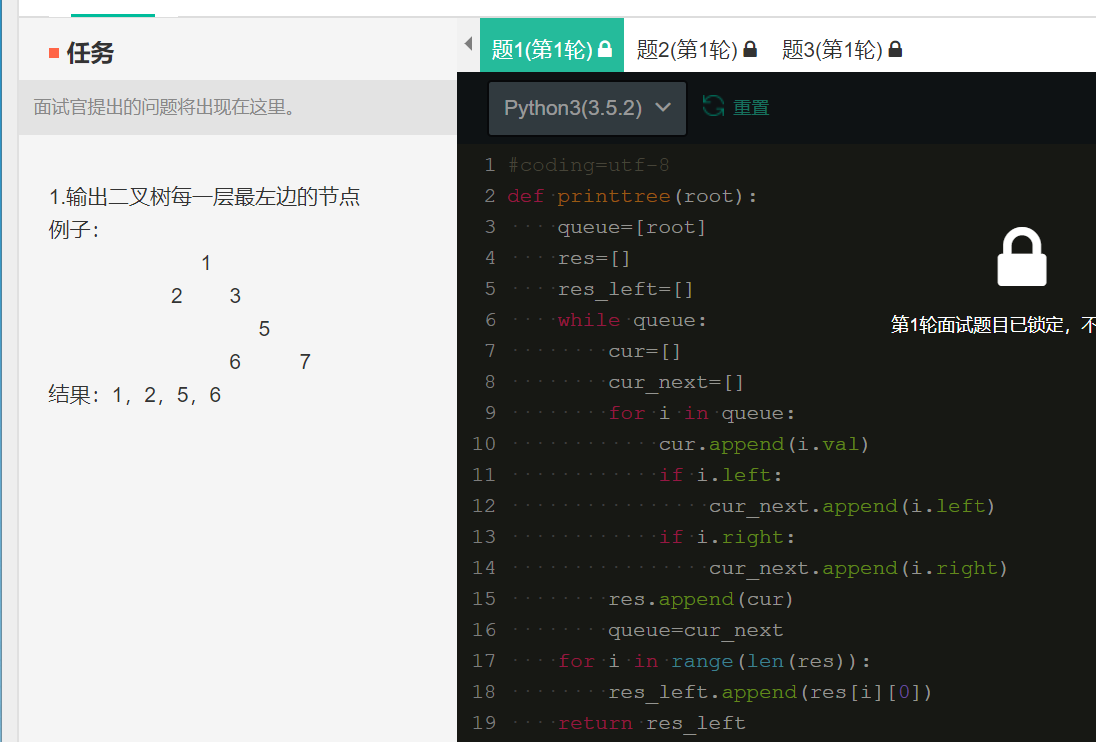 任务
面试官提出的问题将出现在这里。
1.输出二叉树每一层最左边的节点
例子：
1
2 3
5
6 7
结果：1，2，5，6
题1(第1轮) 题2(第1轮) 题3(第1轮)
Python3(3.5.2) 重置
1 #coding=utf-8
2 def printtree(root):
3     queue=[root]
4     res=[]
5     res_left=[]
6     while queue:
7         cur=[]
8         cur_next=[]
9         for i in queue:
10             cur.append(i.val)
11             if i.left:
12                 cur_next.append(i.left)
13             if i.right:
14                 cur_next.append(i.right)
15         res.append(cur)
16         queue=cur_next
17     for i in range(len(res)):
18         res_left.append(res[i][0])
19     return res_left
第1轮面试题目已锁定，不